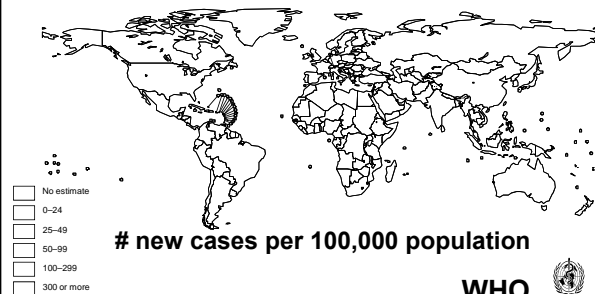 No estimate
0–24
25–49
50–99
100–299
300 or more
# new cases per 100,000 population
WHO